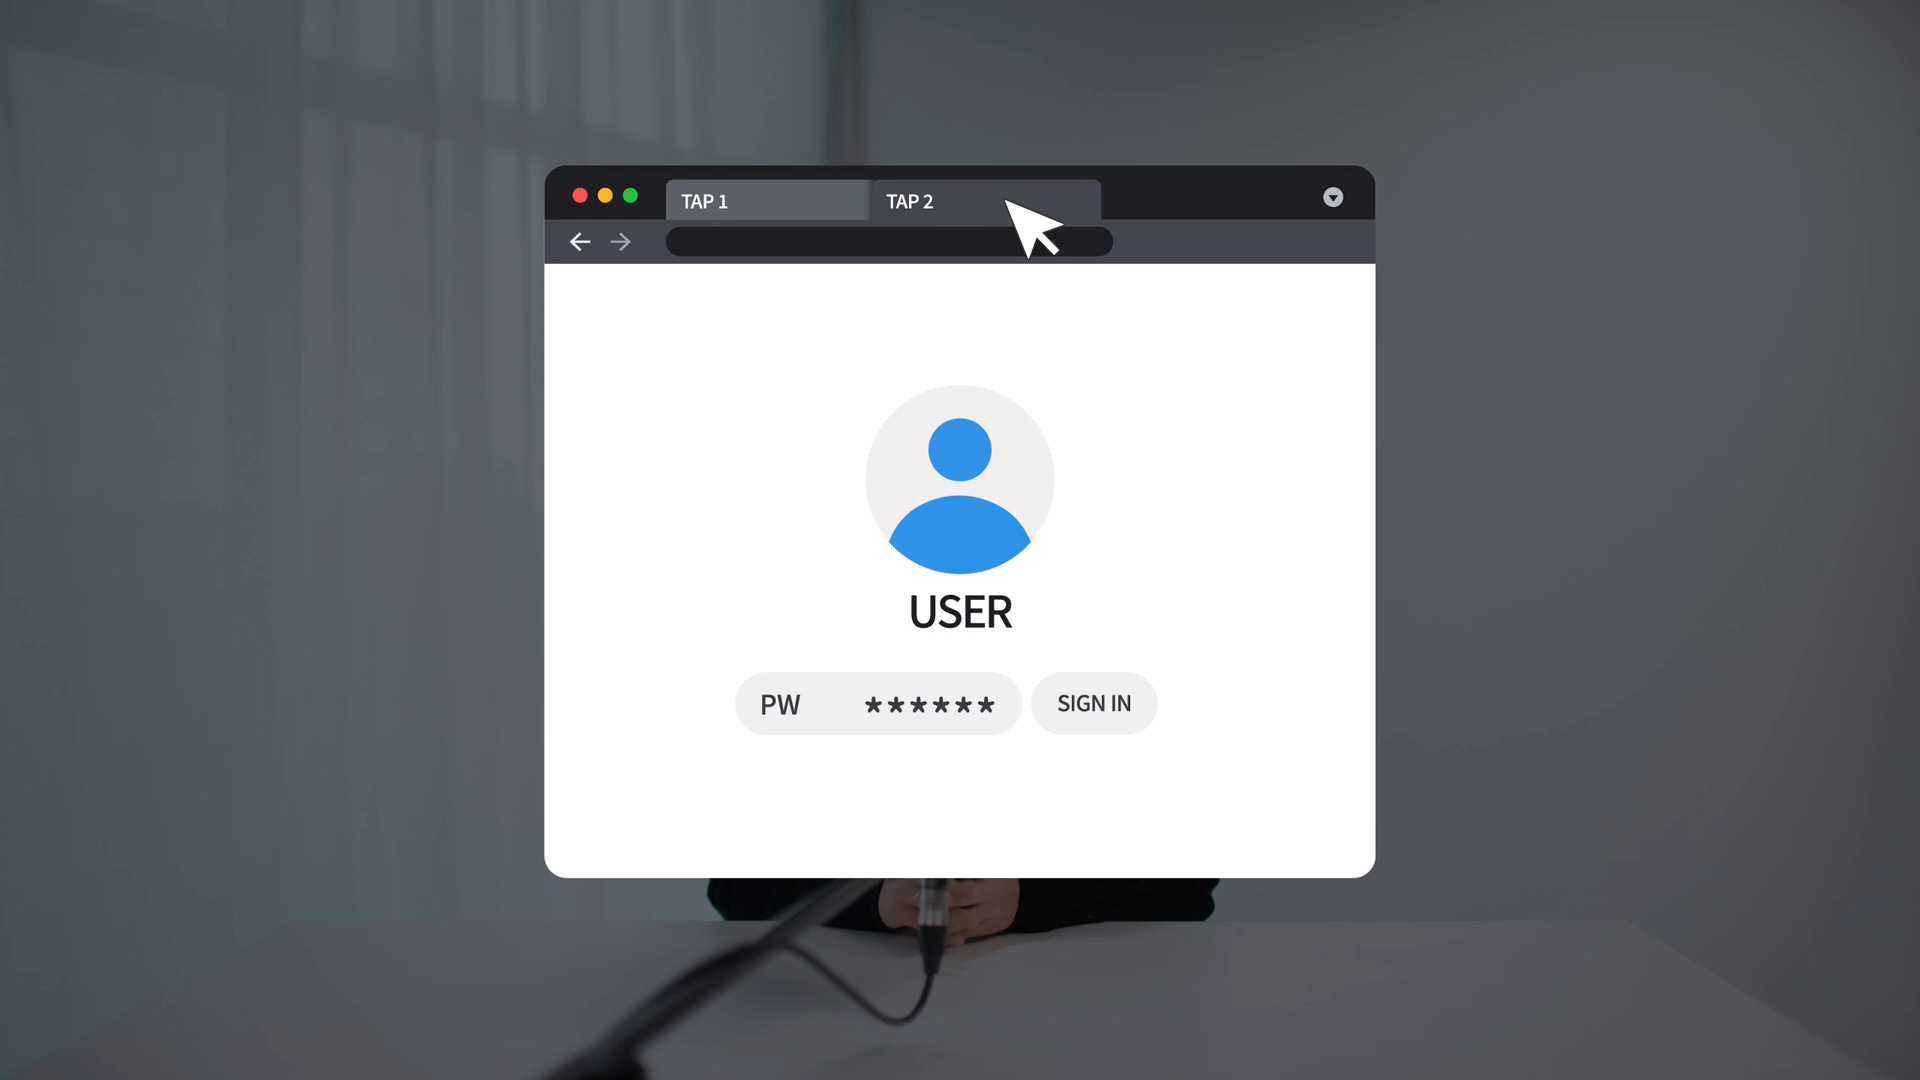 TAP 1
TAP 2
USER
PW ******
SIGN IN